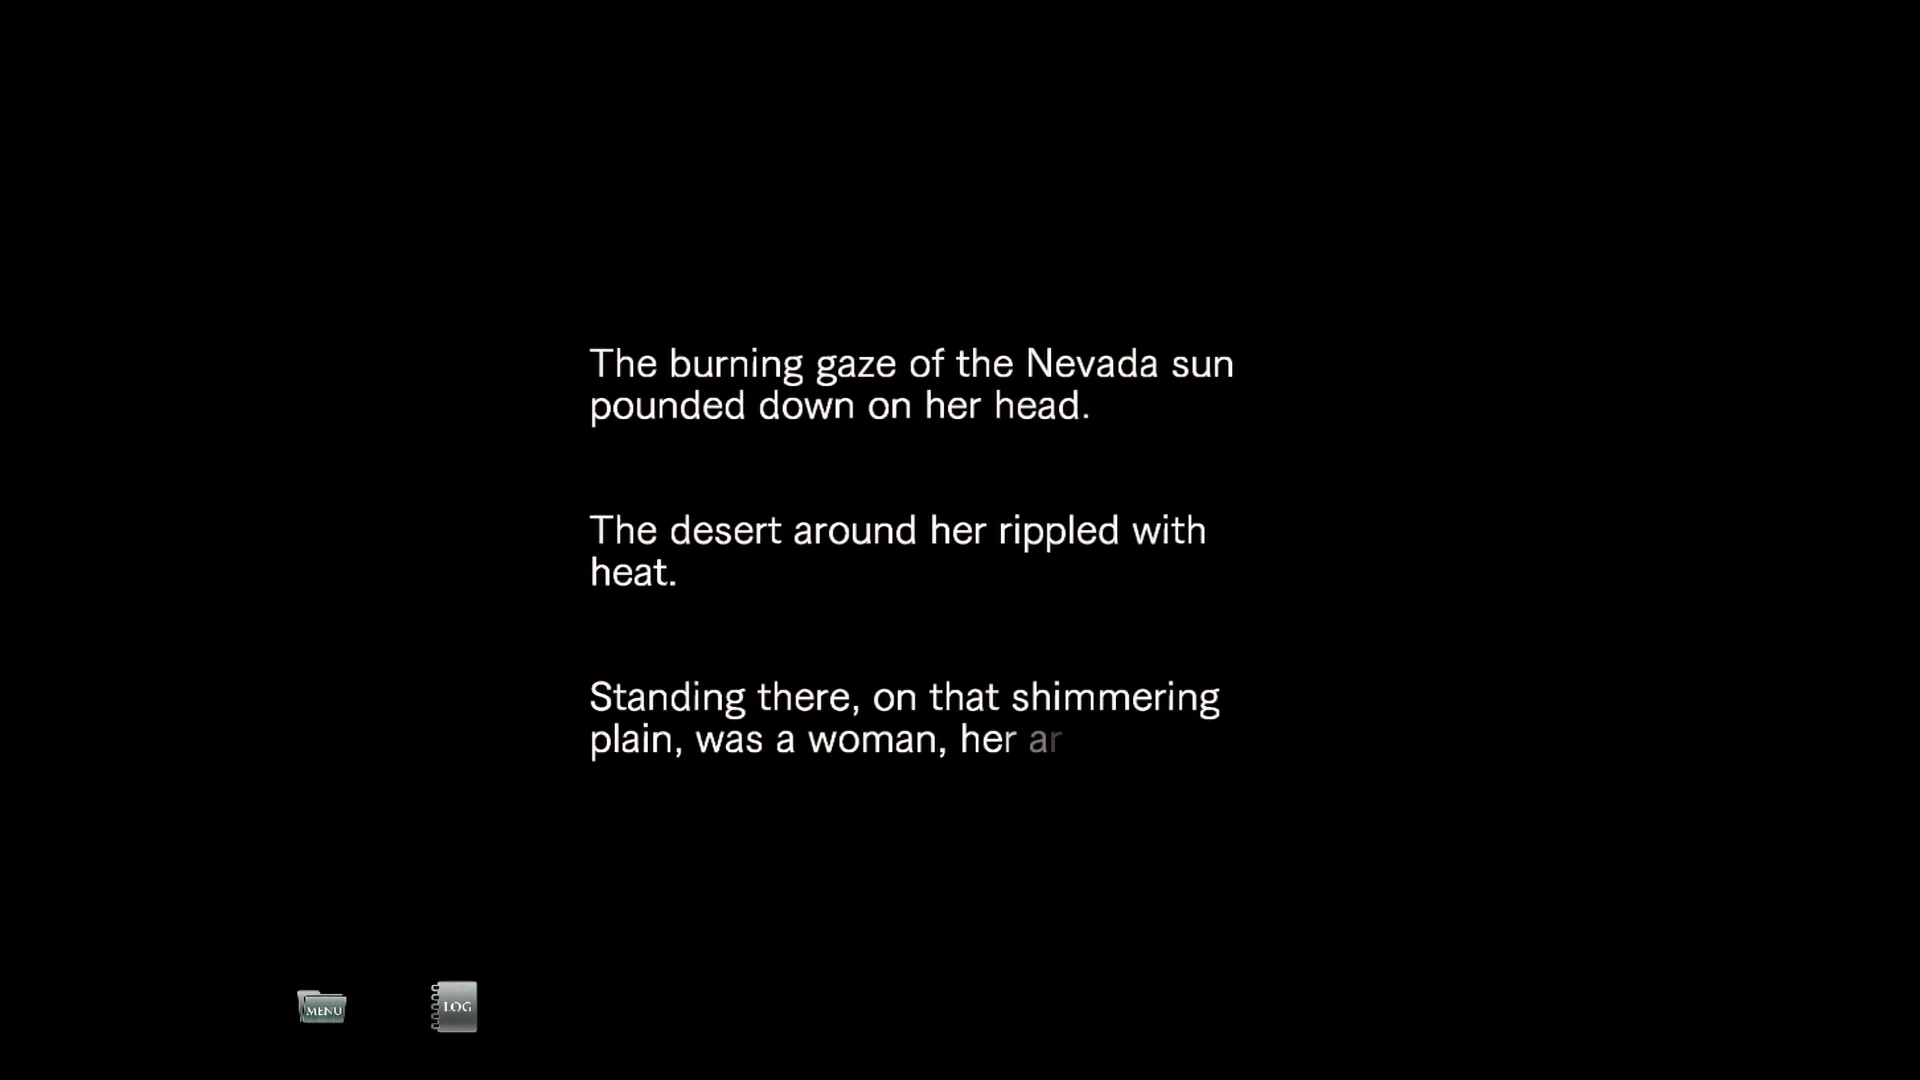 The burning gaze of the Nevada sun
pounded down on her head.
The desert around her rippled with
heat.
Standing there, on that shimmering
plain, was a woman, her ar
MENU
LOG